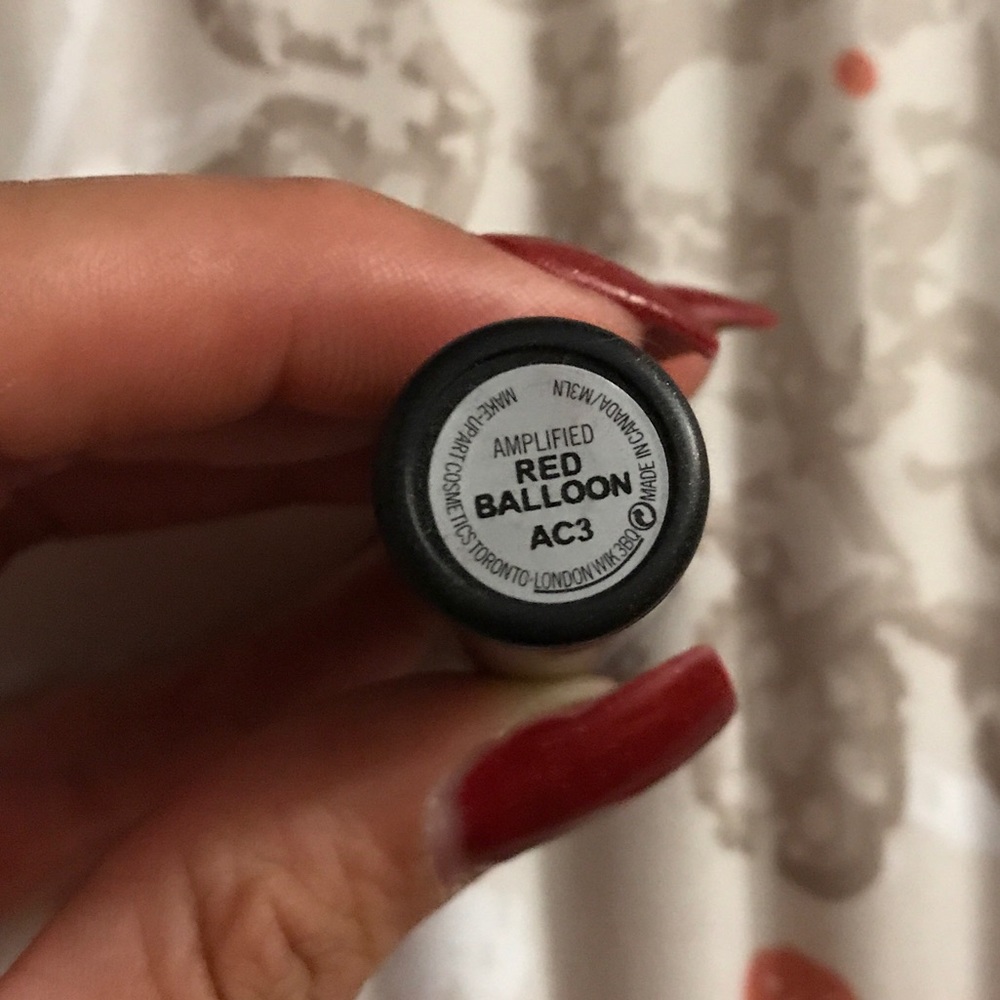 AMPLIFIED
RED
BALLOON
AC3
MAKE-UP ART COSMETICS TORONTO-LONDON W1K 3BQ MADE IN CANADA/M3LN